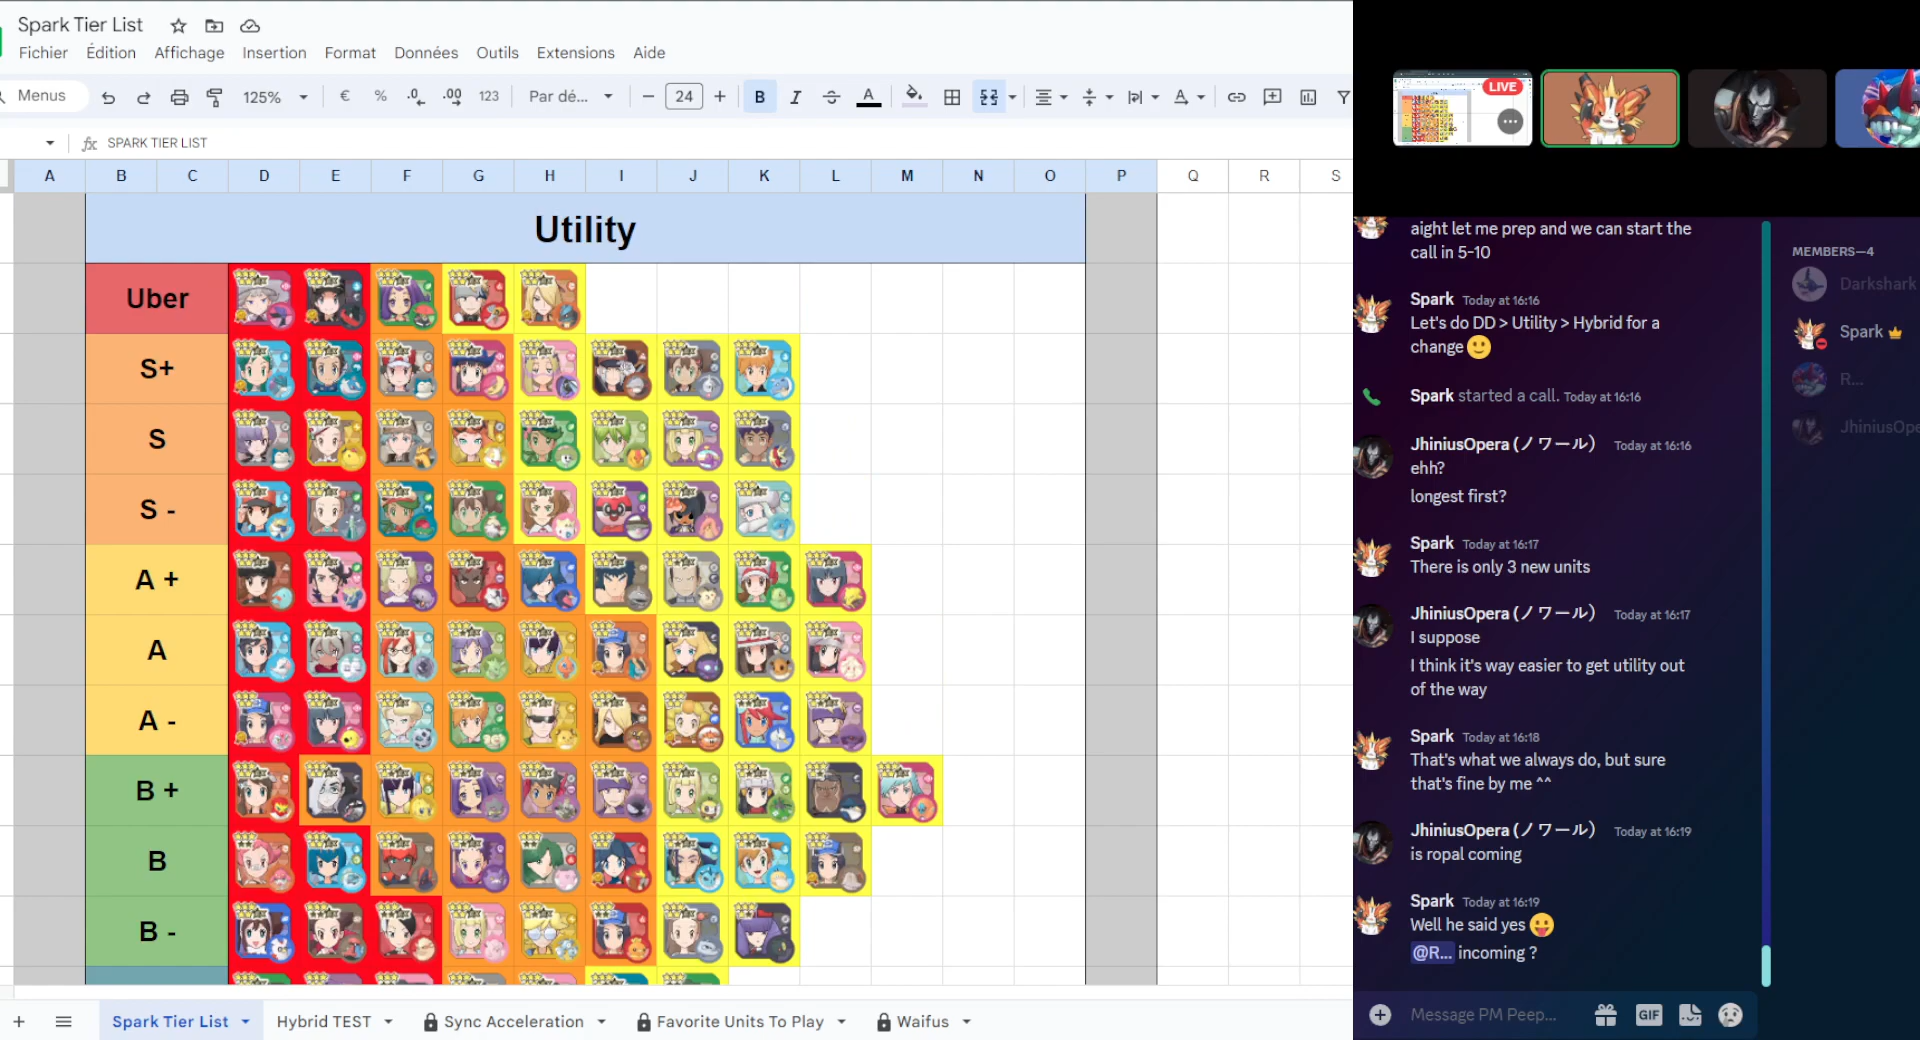 Spark Tier List
Fichier Édition Affichage Insertion Format Données Outils Extensions Aide
Menus 125% € % .0 .00 123 Par dé... 24 B I A
fx SPARK TIER LIST
A B C D E F G H I J K L M N O P Q R S
Utility
Uber
S+
S
S -
A +
A
A -
B +
B
B -
Spark Tier List Hybrid TEST Sync Acceleration Favorite Units To Play Waifus
LIVE
aight let me prep and we can start the
call in 5-10
Spark Today at 16:16
Let's do DD > Utility > Hybrid for a
change
Spark started a call. Today at 16:16
JhiniusOpera (ノワール) Today at 16:16
ehh?
longest first?
Spark Today at 16:17
There is only 3 new units
JhiniusOpera (ノワール) Today at 16:17
I suppose
I think it's way easier to get utility out
of the way
Spark Today at 16:18
That's what we always do, but sure
that's fine by me ^^
JhiniusOpera (ノワール) Today at 16:19
is ropal coming
Spark Today at 16:19
Well he said yes
@R... incoming ?
Message PM Peep...
GIF
MEMBERS—4
Darkshark
Spark
R...
JhiniusOpe